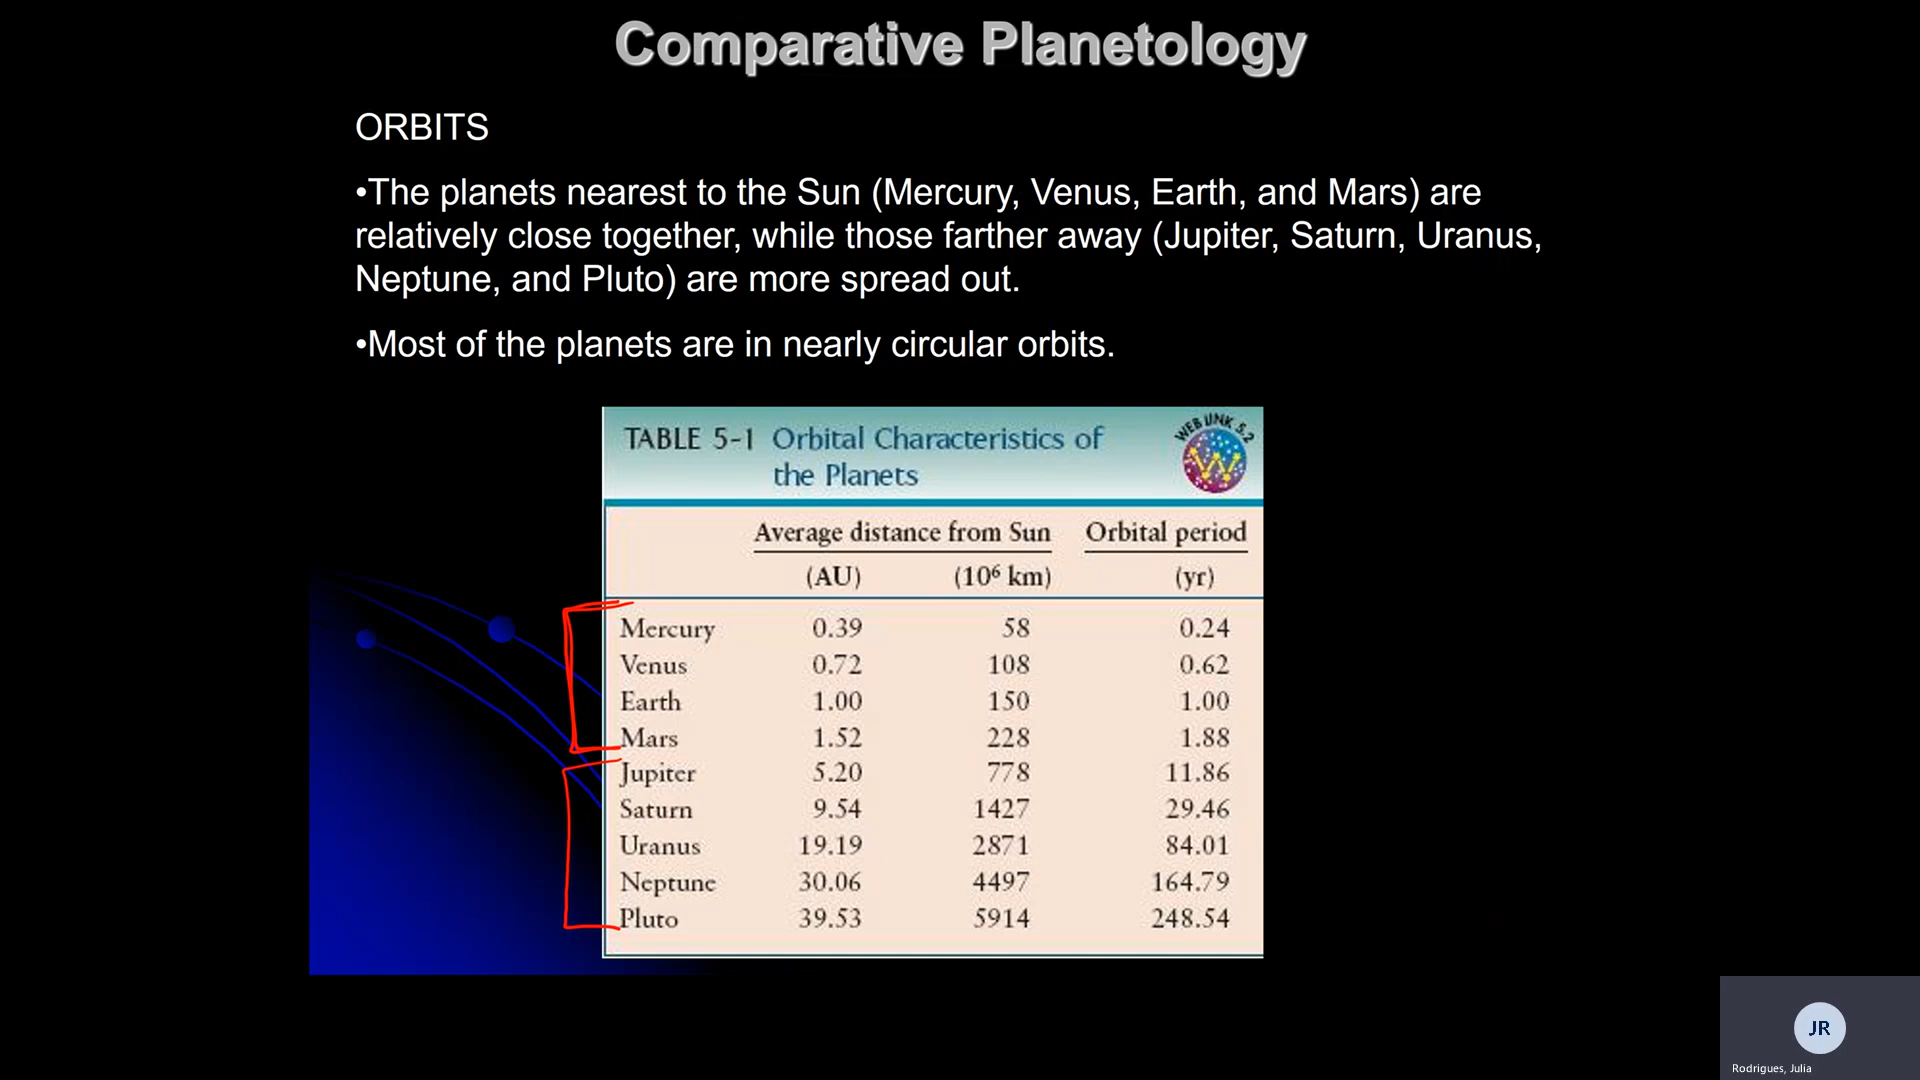 Comparative Planetology
ORBITS
•The planets nearest to the Sun (Mercury, Venus, Earth, and Mars) are
relatively close together, while those farther away (Jupiter, Saturn, Uranus,
Neptune, and Pluto) are more spread out.
•Most of the planets are in nearly circular orbits.
TABLE 5-1 Orbital Characteristics of
the Planets
WEB LINK 5.2
Average distance from Sun Orbital period
(AU) (10⁶ km) (yr)
Mercury 0.39 58 0.24
Venus 0.72 108 0.62
Earth 1.00 150 1.00
Mars 1.52 228 1.88
Jupiter 5.20 778 11.86
Saturn 9.54 1427 29.46
Uranus 19.19 2871 84.01
Neptune 30.06 4497 164.79
Pluto 39.53 5914 248.54
JR
Rodrigues, Julia